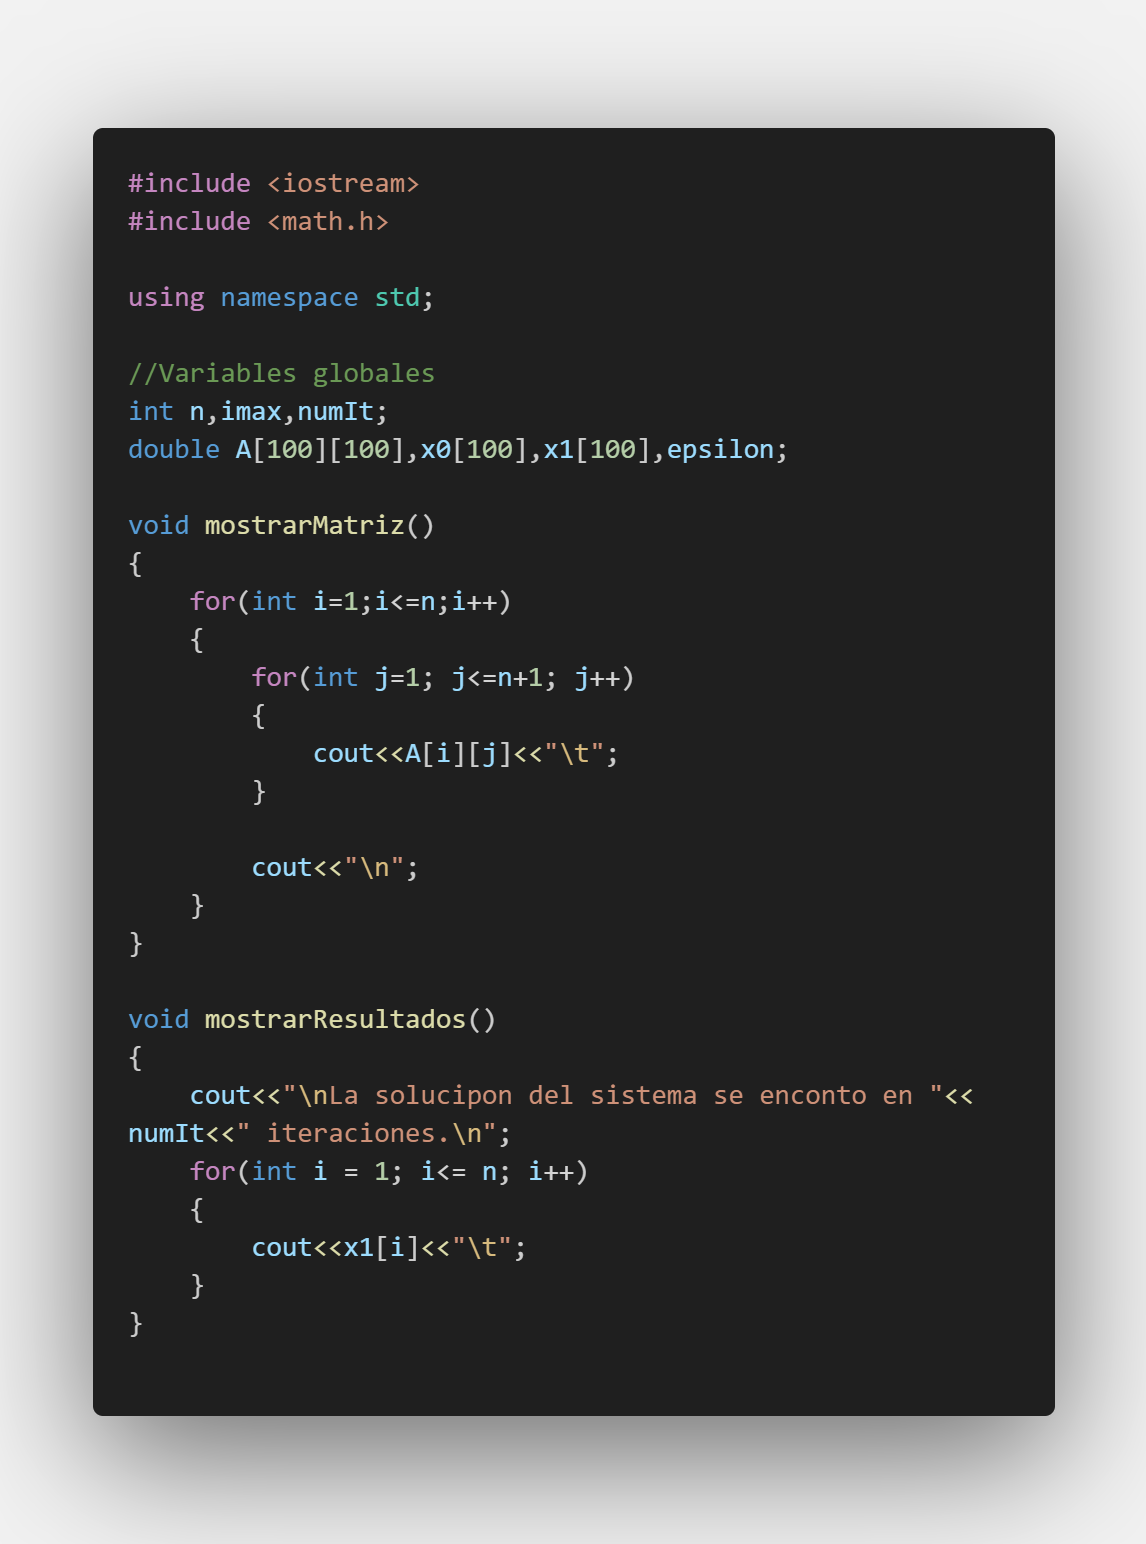 #include <iostream>
#include <math.h>

using namespace std;

//Variables globales
int n,imax,numIt;
double A[100][100],x0[100],x1[100],epsilon;

void mostrarMatriz()
{
    for(int i=1;i<=n;i++)
    {
        for(int j=1; j<=n+1; j++)
        {
            cout<<A[i][j]<<"\t";
        }

        cout<<"\n";
    }
}

void mostrarResultados()
{
    cout<<"\nLa solucipon del sistema se enconto en "<<
numIt<<" iteraciones.\n";
    for(int i = 1; i<= n; i++)
    {
        cout<<x1[i]<<"\t";
    }
}